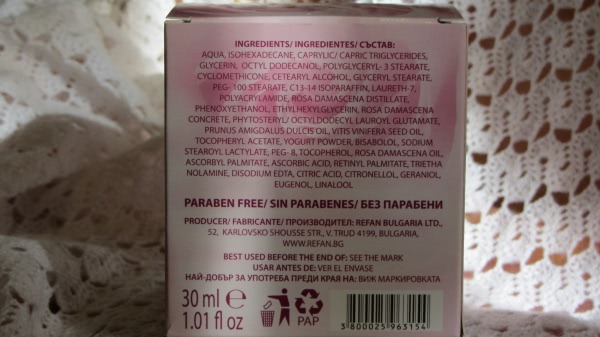 INGREDIENTS/ INGREDIENTES/ СЪСТАВ:
AQUA, ISOHEXADECANE, CAPRYLIC/ CAPRIC TRIGLYCERIDES,
GLYCERIN, OCTYL DODECANOL, POLYGLYCERYL- 3 STEARATE,
CYCLOMETHICONE, CETEARYL ALCOHOL, GLYCERYL STEARATE,
PEG- 100 STEARATE, C13-14 ISOPARAFFIN, LAURETH-7,
POLYACRYLAMIDE, ROSA DAMASCENA DISTILLATE,
PHENOXYETHANOL, ETHYLHEXYLGLYCERIN, ROSA DAMASCENA
CONCRETE, PHYTOSTERYL/ OCTYLDODECYL LAUROYL GLUTAMATE,
PRUNUS AMIGDALUS DULCIS OIL, VITIS VINIFERA SEED OIL,
TOCOPHERYL ACETATE, YOGURT POWDER, BISABOLOL, SODIUM
STEAROYL LACTYLATE, PEG- 8, TOCOPHEROL, ROSA DAMASCENA OIL,
ASCORBYL PALMITATE, ASCORBIC ACID, RETINYL PALMITATE, TRIETHA
NOLAMINE, DISODIUM EDTA, CITRIC ACID, CITRONELLOL, GERANIOL,
EUGENOL, LINALOOL
PARABEN FREE/ SIN PARABENES/ БЕЗ ПАРАБЕНИ
PRODUCER/ FABRICANTE/ ПРОИЗВОДИТЕЛ: REFAN BULGARIA LTD.,
52, KARLOVSKO SHOUSSE STR., V. TRUD 4199, BULGARIA,
WWW.REFAN.BG
BEST USED BEFORE THE END OF: SEE THE MARK
USAR ANTES DE: VER EL ENVASE
НАЙ-ДОБЪР ЗА УПОТРЕБА ПРЕДИ КРАЯ НА: ВИЖ МАРКИРОВКАТА
30 ml ℮
1.01 fl oz
PAP
3 800025 963154